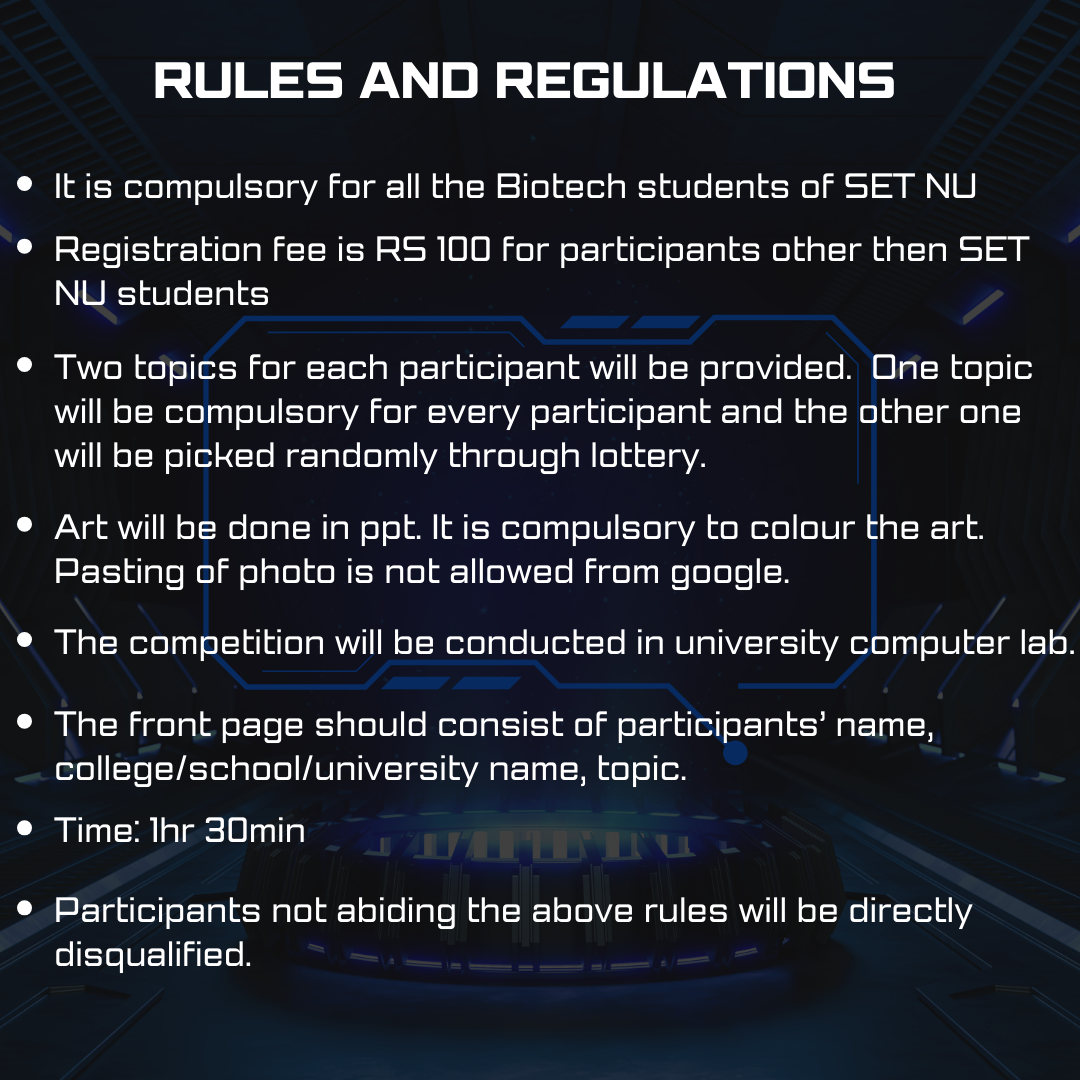 RULES AND REGULATIONS
• It is compulsory for all the Biotech students of SET NU
• Registration fee is RS 100 for participants other then SET
NU students
• Two topics for each participant will be provided.  One topic
will be compulsory for every participant and the other one
will be picked randomly through lottery.
• Art will be done in ppt. It is compulsory to colour the art.
Pasting of photo is not allowed from google.
• The competition will be conducted in university computer lab.
• The front page should consist of participants’ name,
college/school/university name, topic.
• Time: 1hr 30min
• Participants not abiding the above rules will be directly
disqualified.